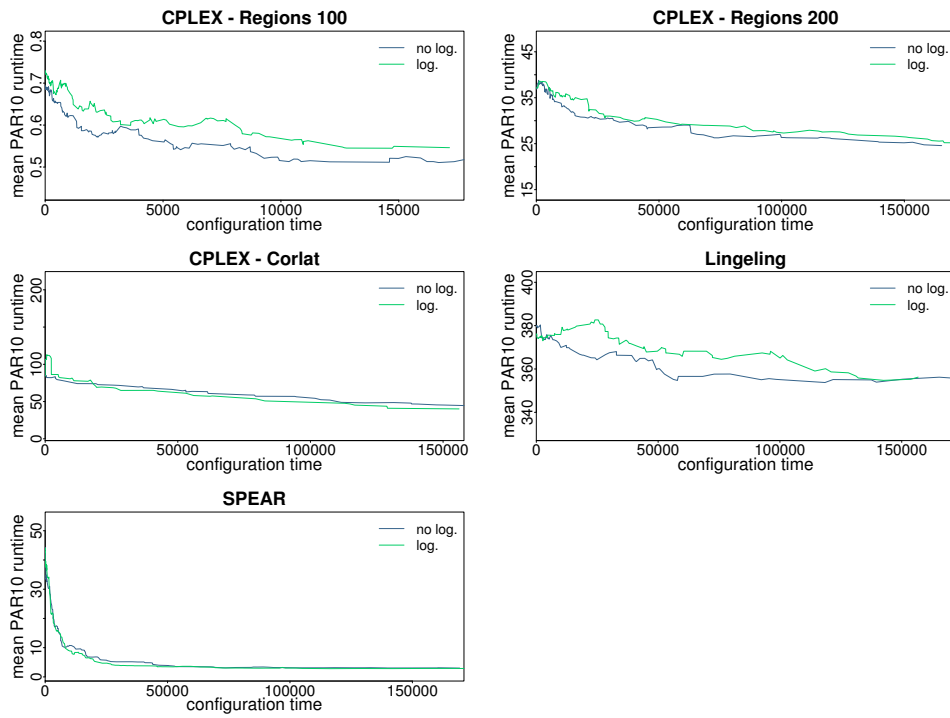 CPLEX - Regions 100
mean PAR10 runtime
0.5 0.6 0.7 0.8
no log.
log.
0 5000 10000 15000
configuration time
CPLEX - Regions 200
mean PAR10 runtime
15 25 35 45
no log.
log.
0 50000 100000 150000
configuration time
CPLEX - Corlat
mean PAR10 runtime
0 50 100 200
no log.
log.
0 50000 100000 150000
configuration time
Lingeling
mean PAR10 runtime
340 360 380 400
no log.
log.
0 50000 100000 150000
configuration time
SPEAR
mean PAR10 runtime
0 10 30 50
no log.
log.
0 50000 100000 150000
configuration time